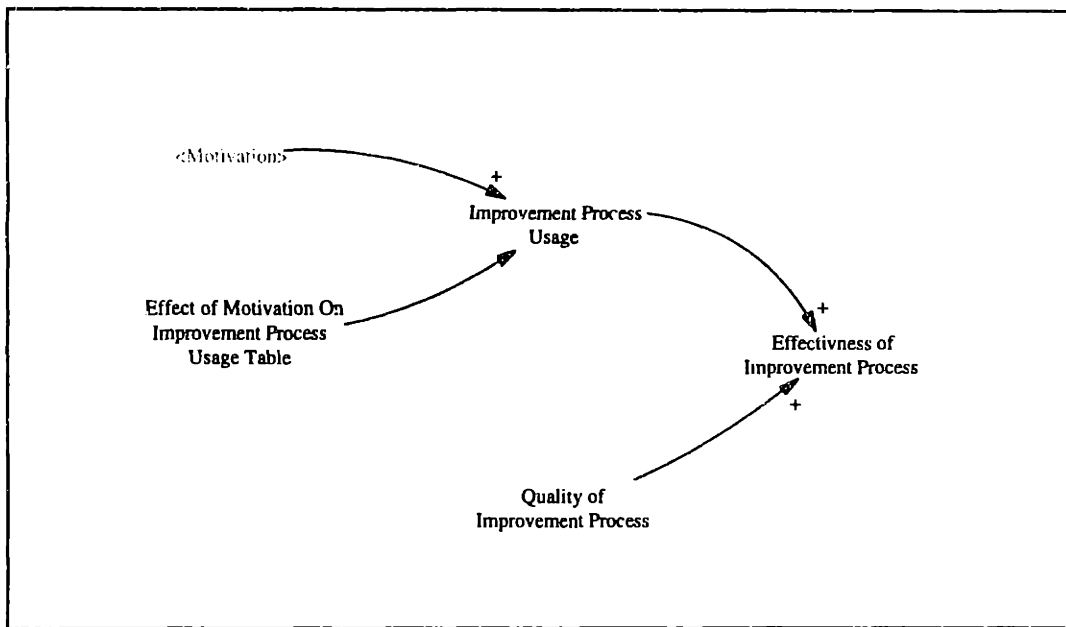 <Motivation>
+
Improvement Process
Usage
Effect of Motivation On
Improvement Process
Usage Table
+
Effectivness of
Improvement Process
+
Quality of
Improvement Process